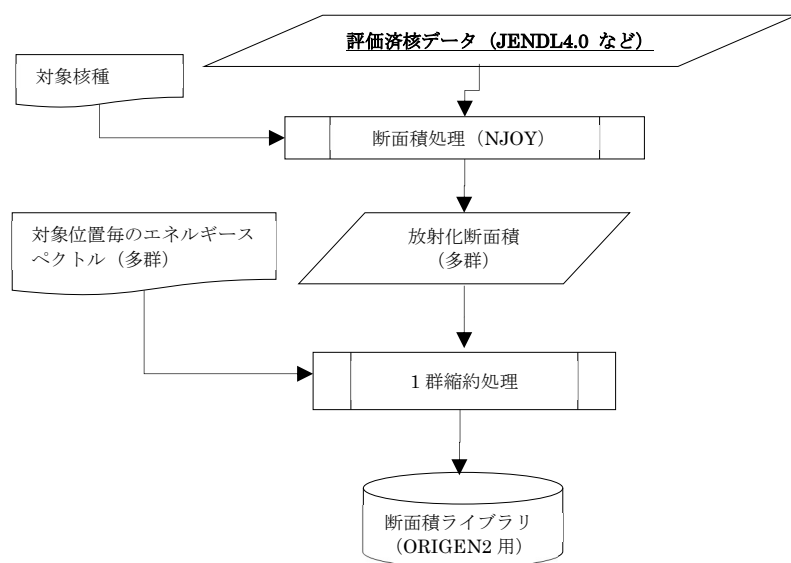 評価済核データ（JENDL4.0 など）
対象核種
断面積処理（NJOY）
対象位置毎のエネルギース
ペクトル（多群）
放射化断面積
（多群）
1 群縮約処理
断面積ライブラリ
（ORIGEN2 用）